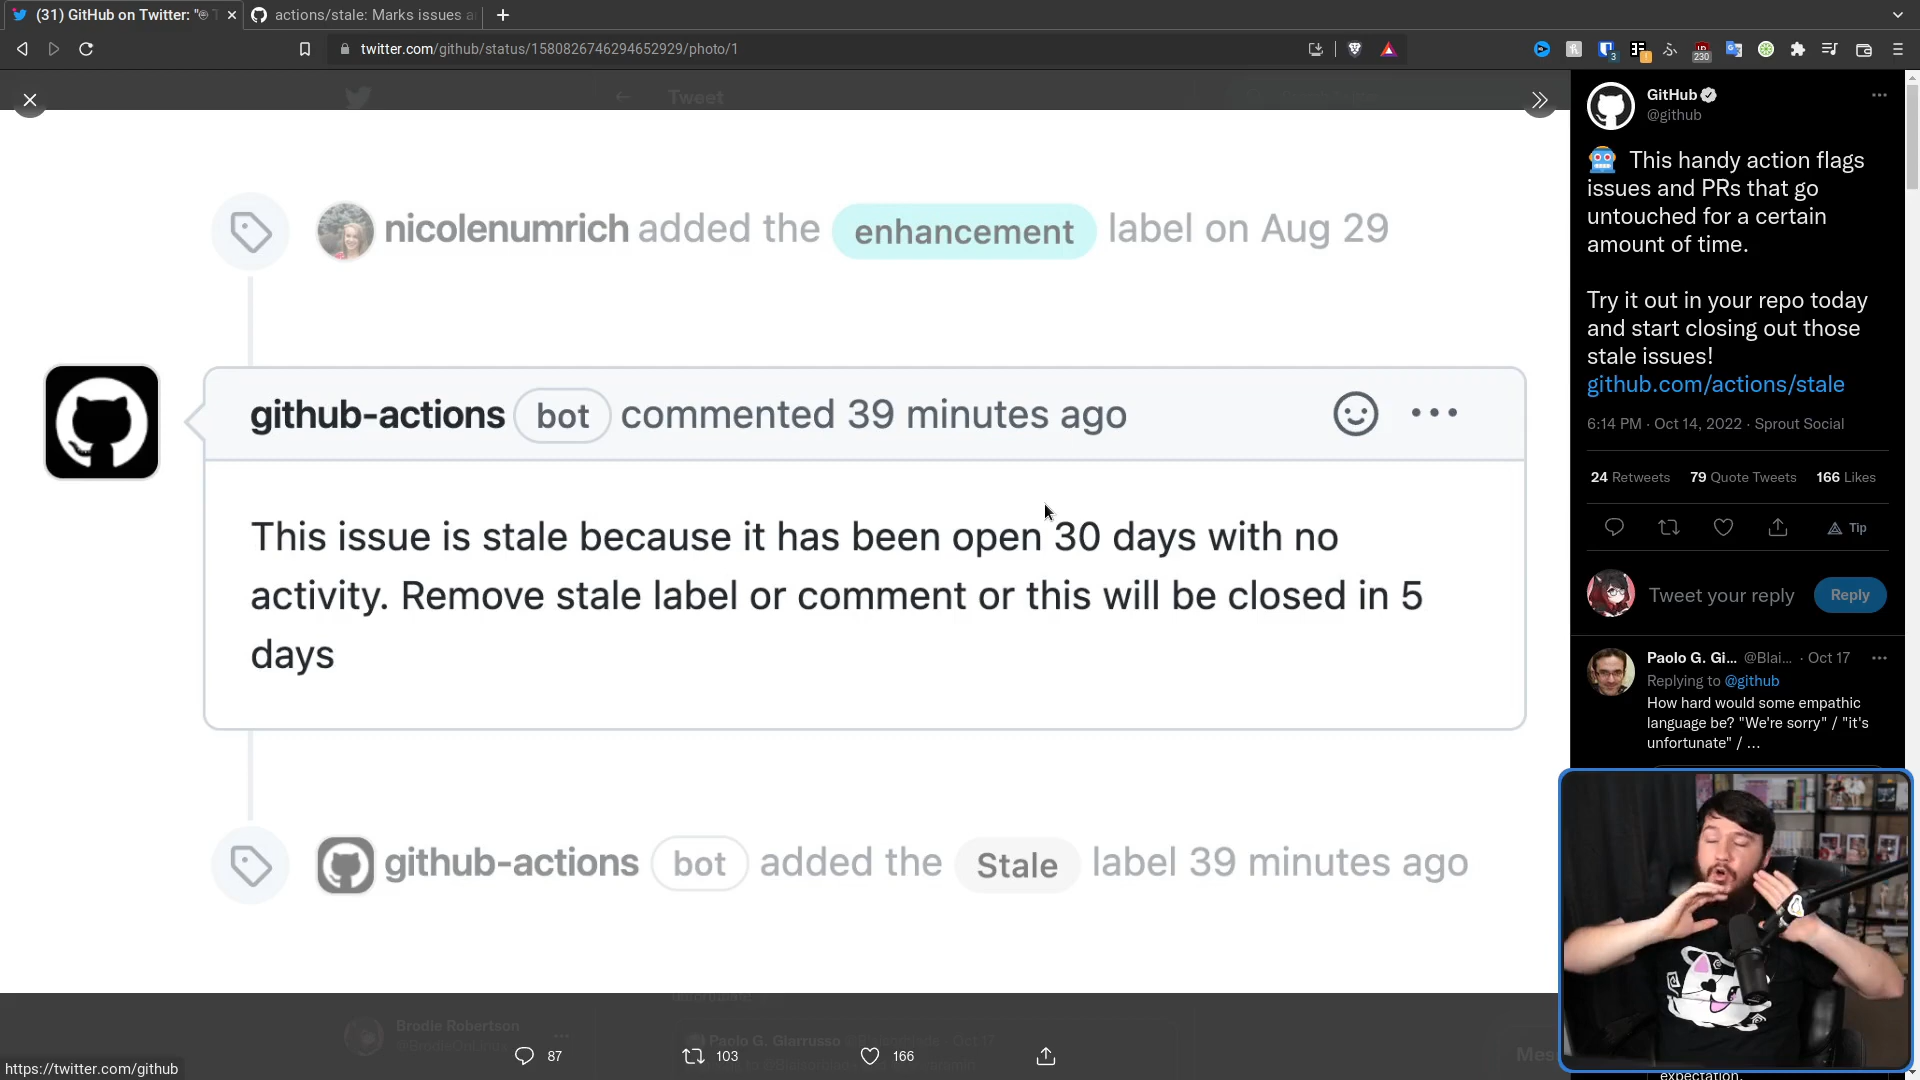 (31) GitHub on Twitter: "
actions/stale: Marks issues a
twitter.com/github/status/1580826746294652929/photo/1
3
230
Tweet
nicolenumrich added the enhancement label on Aug 29
github-actions bot commented 39 minutes ago
This issue is stale because it has been open 30 days with no
activity. Remove stale label or comment or this will be closed in 5
days
github-actions bot added the Stale label 39 minutes ago
unfortunate
Brodie Robertson
Paolo G. Giarrusso
87
103
166
Mes
https://twitter.com/github
GitHub
@github
This handy action flags
issues and PRs that go
untouched for a certain
amount of time.
Try it out in your repo today
and start closing out those
stale issues!
github.com/actions/stale
6:14 PM · Oct 14, 2022 · Sprout Social
24 Retweets 79 Quote Tweets 166 Likes
Tip
Tweet your reply
Reply
Paolo G. Gi... @Blai... · Oct 17
Replying to @github
How hard would some empathic
language be? "We're sorry" / "it's
unfortunate" / ...
expectation.